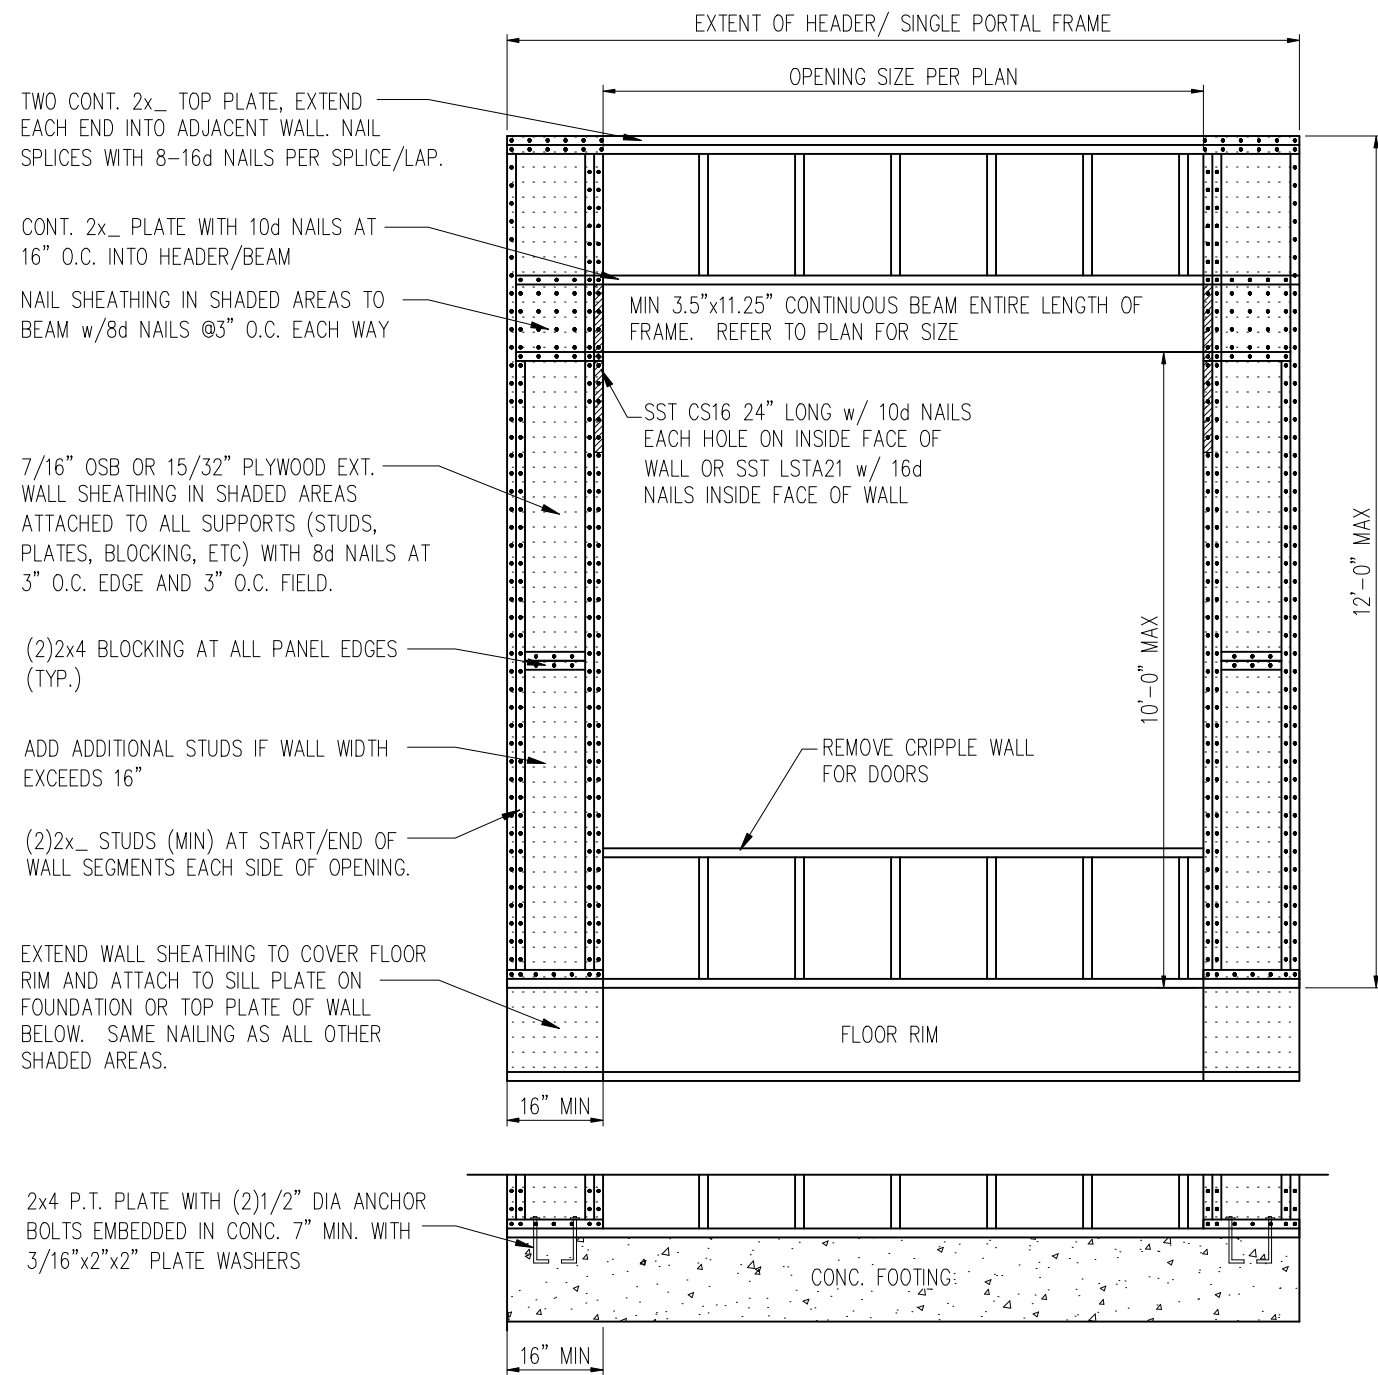 EXTENT OF HEADER/ SINGLE PORTAL FRAME
OPENING SIZE PER PLAN
TWO CONT. 2x_ TOP PLATE, EXTEND
EACH END INTO ADJACENT WALL. NAIL
SPLICES WITH 8-16d NAILS PER SPLICE/LAP.
CONT. 2x_ PLATE WITH 10d NAILS AT
16" O.C. INTO HEADER/BEAM
NAIL SHEATHING IN SHADED AREAS TO
BEAM w/8d NAILS @3" O.C. EACH WAY
MIN 3.5"x11.25" CONTINUOUS BEAM ENTIRE LENGTH OF
FRAME. REFER TO PLAN FOR SIZE
SST CS16 24" LONG w/ 10d NAILS
EACH HOLE ON INSIDE FACE OF
WALL OR SST LSTA21 w/ 16d
NAILS INSIDE FACE OF WALL
7/16" OSB OR 15/32" PLYWOOD EXT.
WALL SHEATHING IN SHADED AREAS
ATTACHED TO ALL SUPPORTS (STUDS,
PLATES, BLOCKING, ETC) WITH 8d NAILS AT
3" O.C. EDGE AND 3" O.C. FIELD.
12'-0" MAX
10'-0" MAX
(2)2x4 BLOCKING AT ALL PANEL EDGES
(TYP.)
ADD ADDITIONAL STUDS IF WALL WIDTH
EXCEEDS 16"
REMOVE CRIPPLE WALL
FOR DOORS
(2)2x_ STUDS (MIN) AT START/END OF
WALL SEGMENTS EACH SIDE OF OPENING.
EXTEND WALL SHEATHING TO COVER FLOOR
RIM AND ATTACH TO SILL PLATE ON
FOUNDATION OR TOP PLATE OF WALL
BELOW. SAME NAILING AS ALL OTHER
SHADED AREAS.
FLOOR RIM
16" MIN
2x4 P.T. PLATE WITH (2)1/2" DIA ANCHOR
BOLTS EMBEDDED IN CONC. 7" MIN. WITH
3/16"x2"x2" PLATE WASHERS
CONC. FOOTING
16" MIN